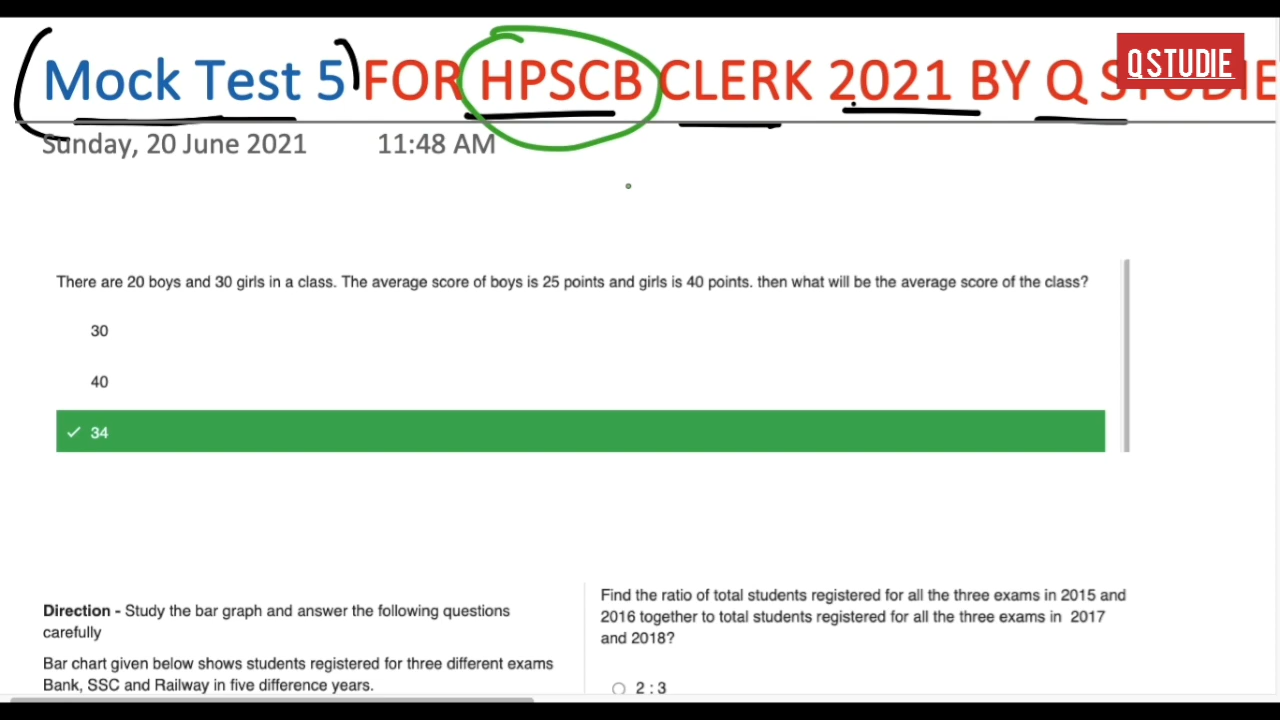 Mock Test 5 FOR HPSCB CLERK 2021 BY Q STUDIE
QSTUDIE
Sunday, 20 June 2021 11:48 AM
There are 20 boys and 30 girls in a class. The average score of boys is 25 points and girls is 40 points. then what will be the average score of the class?
30
40
34
Direction - Study the bar graph and answer the following questions
carefully
Bar chart given below shows students registered for three different exams
Bank, SSC and Railway in five difference years.
Find the ratio of total students registered for all the three exams in 2015 and
2016 together to total students registered for all the three exams in 2017
and 2018?
2 : 3